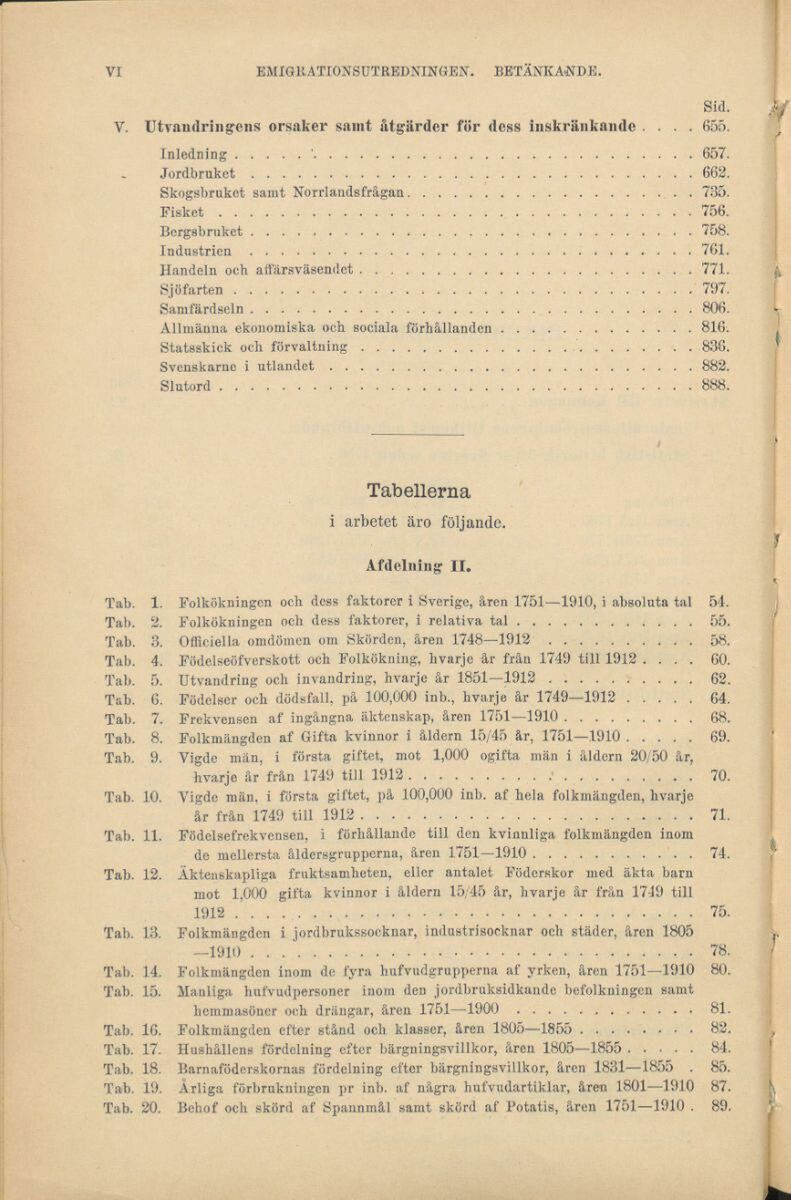 VI EMIGRATIONSUTREDNINGEN. BETÄNKANDE.
Sid.
V. Utvandringens orsaker samt åtgärder för dess inskränkande . . . . 655.
Inledning . . . . . . . . . . 657.
Jordbruket . . . . . . . . . . 662.
Skogsbruket samt Norrlandsfrågan . . . . . . . . . . 735.
Fisket . . . . . . . . . . 756.
Bergsbruket . . . . . . . . . . 758.
Industrien . . . . . . . . . . 761.
Handeln och affärsväsendet . . . . . . . . . . 771.
Sjöfarten . . . . . . . . . . 797.
Samfärdseln . . . . . . . . . . 806.
Allmänna ekonomiska och sociala förhållanden . . . . . . . . . . 816.
Statsskick och förvaltning . . . . . . . . . . 836.
Svenskarne i utlandet . . . . . . . . . . 882.
Slutord . . . . . . . . . . 888.
Tabellerna
i arbetet äro följande.
Afdelning II.
Tab. 1. Folkökningen och dess faktorer i Sverige, åren 1751—1910, i absoluta tal 54.
Tab. 2. Folkökningen och dess faktorer, i relativa tal . . . . . . . . . . 55.
Tab. 3. Officiella omdömen om Skörden, åren 1748—1912 . . . . . . . . 58.
Tab. 4. Födelseöfverskott och Folkökning, hvarje år från 1749 till 1912 . . . . 60.
Tab. 5. Utvandring och invandring, hvarje år 1851—1912 . . . . . . . . 62.
Tab. 6. Födelser och dödsfall, på 100,000 inb., hvarje år 1749—1912 . . . . . 64.
Tab. 7. Frekvensen af ingångna äktenskap, åren 1751—1910 . . . . . . . 68.
Tab. 8. Folkmängden af Gifta kvinnor i åldern 15/45 år, 1751—1910 . . . . . 69.
Tab. 9. Vigde män, i första giftet, mot 1,000 ogifta män i åldern 20/50 år,
hvarje år från 1749 till 1912 . . . . . . . . . . 70.
Tab. 10. Vigde män, i första giftet, på 100,000 inb. af hela folkmängden, hvarje
år från 1749 till 1912 . . . . . . . . . . 71.
Tab. 11. Födelsefrekvensen, i förhållande till den kvinnliga folkmängden inom
de mellersta åldersgrupperna, åren 1751—1910 . . . . . . . . . 74.
Tab. 12. Äktenskapliga fruktsamheten, eller antalet Föderskor med äkta barn
mot 1,000 gifta kvinnor i åldern 15/45 år, hvarje år från 1749 till
1912 . . . . . . . . . . 75.
Tab. 13. Folkmängden i jordbrukssocknar, industrisocknar och städer, åren 1805
—1910 . . . . . . . . . . 78.
Tab. 14. Folkmängden inom de fyra hufvudgrupperna af yrken, åren 1751—1910 80.
Tab. 15. Manliga hufvudpersoner inom den jordbruksidkande befolkningen samt
hemmasöner och drängar, åren 1751—1900 . . . . . . . . . . 81.
Tab. 16. Folkmängden efter stånd och klasser, åren 1805—1855 . . . . . . . 82.
Tab. 17. Hushållens fördelning efter bärgningsvillkor, åren 1805—1855 . . . . . 84.
Tab. 18. Barnaföderskornas fördelning efter bärgningsvillkor, åren 1831—1855 . 85.
Tab. 19. Årliga förbrukningen pr inb. af några hufvudartiklar, åren 1801—1910 87.
Tab. 20. Behof och skörd af Spannmål samt skörd af Potatis, åren 1751—1910 . 89.